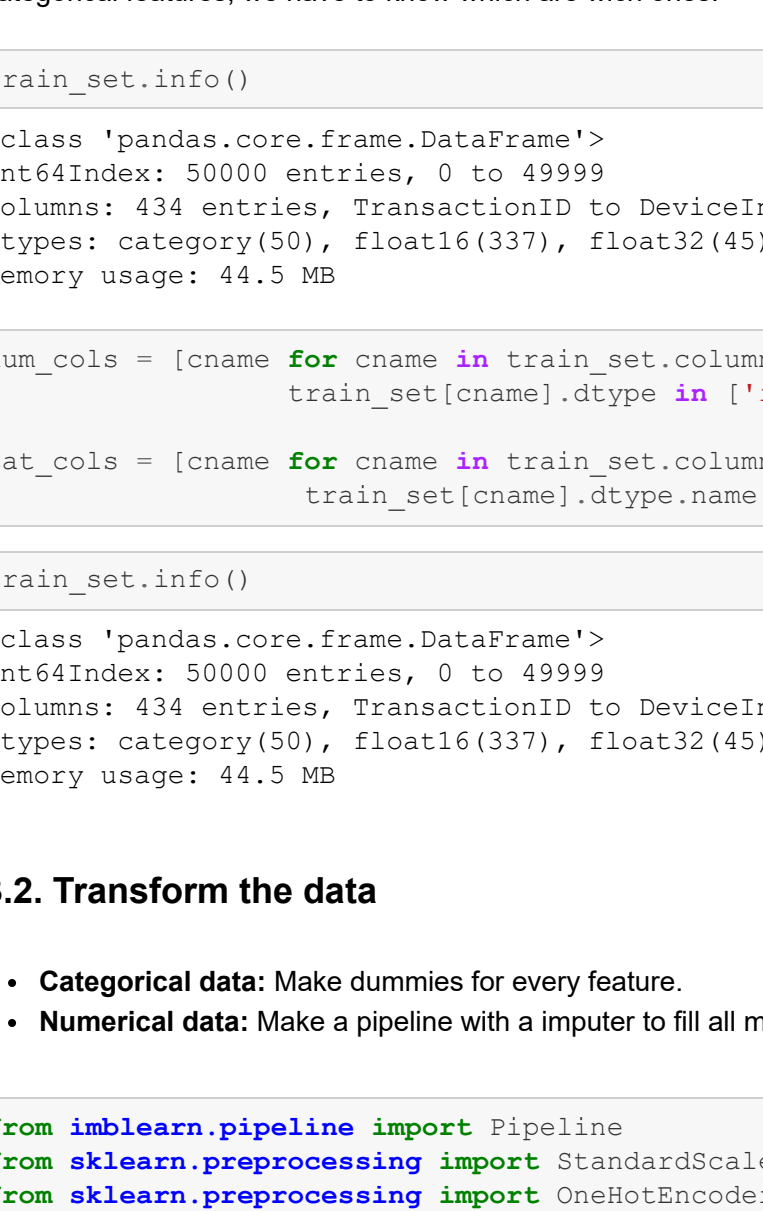 categorical features, we have to know which are wich ones.
rain_set.info()
class 'pandas.core.frame.DataFrame'>
nt64Index: 50000 entries, 0 to 49999
olumns: 434 entries, TransactionID to DeviceIn
types: category(50), float16(337), float32(45)
emory usage: 44.5 MB
um_cols = [cname for cname in train_set.column
train_set[cname].dtype in ['i
at_cols = [cname for cname in train_set.column
train_set[cname].dtype.name
rain_set.info()
class 'pandas.core.frame.DataFrame'>
nt64Index: 50000 entries, 0 to 49999
olumns: 434 entries, TransactionID to DeviceIn
types: category(50), float16(337), float32(45)
emory usage: 44.5 MB
3.2. Transform the data
• Categorical data: Make dummies for every feature.
• Numerical data: Make a pipeline with a imputer to fill all m
from imblearn.pipeline import Pipeline
from sklearn.preprocessing import StandardScale
from sklearn.preprocessing import OneHotEncoder